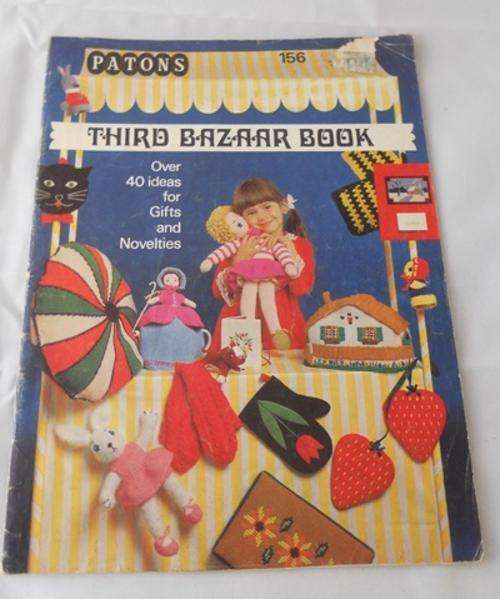 PATONS
156
THIRD BAZAAR BOOK
Over
40 ideas
for
Gifts
and
Novelties